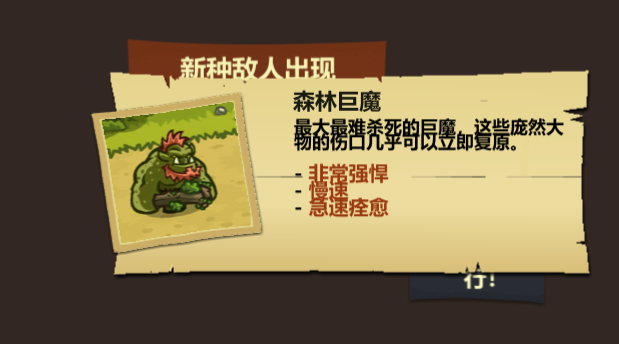 新种敌人出现
森林巨魔
最大最难杀死的巨魔。这些庞然大
物的伤口几乎可以立即复原。
- 非常强悍
- 慢速
- 急速痊愈
行！